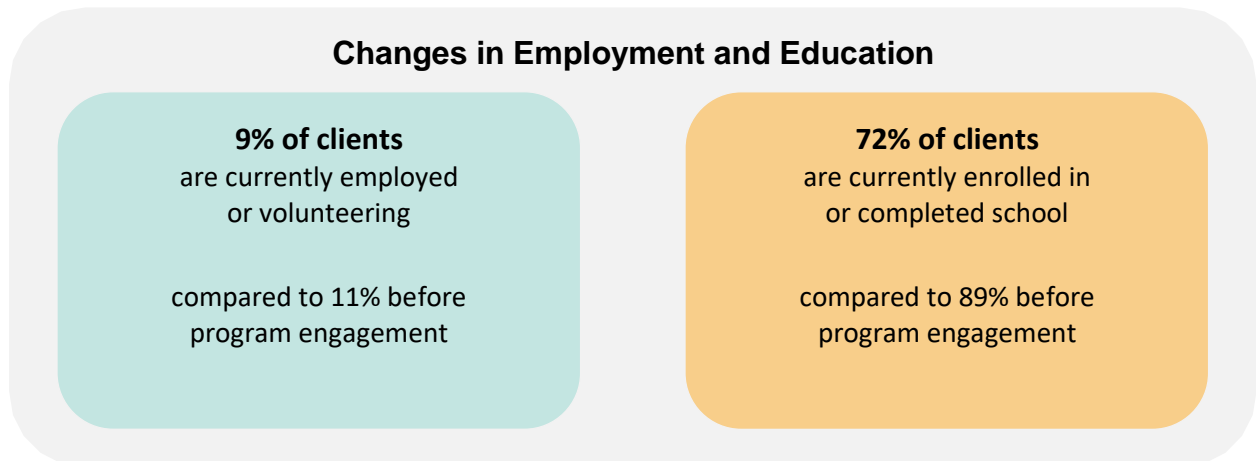 Changes in Employment and Education
9% of clients
are currently employed
or volunteering
compared to 11% before
program engagement
72% of clients
are currently enrolled in
or completed school
compared to 89% before
program engagement